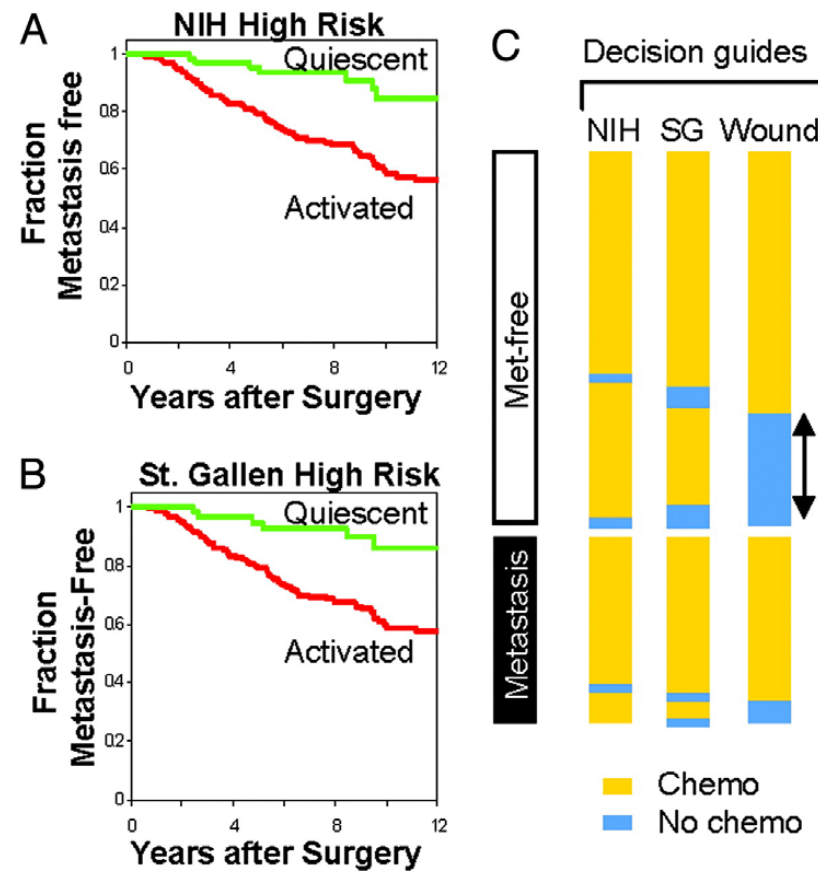 A
NIH High Risk
Quiescent
Activated
Fraction
Metastasis free
1
0.8
0.6
0.4
0.2
0
0
4
8
12
Years after Surgery
B
St. Gallen High Risk
Quiescent
Activated
Fraction
Metastasis-Free
1
0.8
0.6
0.4
0.2
0
0
4
8
12
Years after Surgery
C
Decision guides
NIH SG Wound
Met-free
Metastasis
Chemo
No chemo